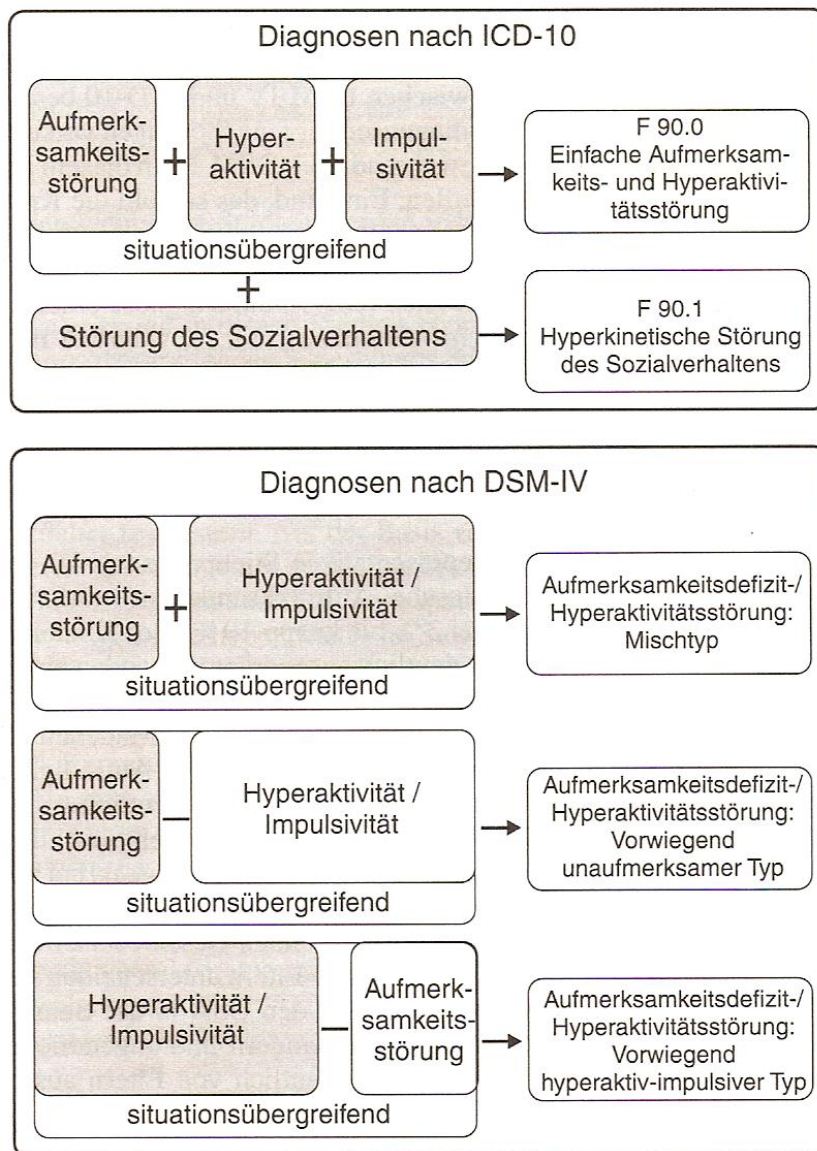 Diagnosen nach ICD-10
Aufmerk-
samkeits-
störung
+
Hyper-
aktivität
+
Impul-
sivität
situationsübergreifend
F 90.0
Einfache Aufmerksam-
keits- und Hyperaktivi-
tätsstörung
+
Störung des Sozialverhaltens
F 90.1
Hyperkinetische Störung
des Sozialverhaltens
Diagnosen nach DSM-IV
Aufmerk-
samkeits-
störung
+
Hyperaktivität /
Impulsivität
situationsübergreifend
Aufmerksamkeitsdefizit-/
Hyperaktivitätsstörung:
Mischtyp
Aufmerk-
samkeits-
störung
–
Hyperaktivität /
Impulsivität
situationsübergreifend
Aufmerksamkeitsdefizit-/
Hyperaktivitätsstörung:
Vorwiegend
unaufmerksamer Typ
Hyperaktivität /
Impulsivität
–
Aufmerk-
samkeits-
störung
situationsübergreifend
Aufmerksamkeitsdefizit-/
Hyperaktivitätsstörung:
Vorwiegend
hyperaktiv-impulsiver Typ